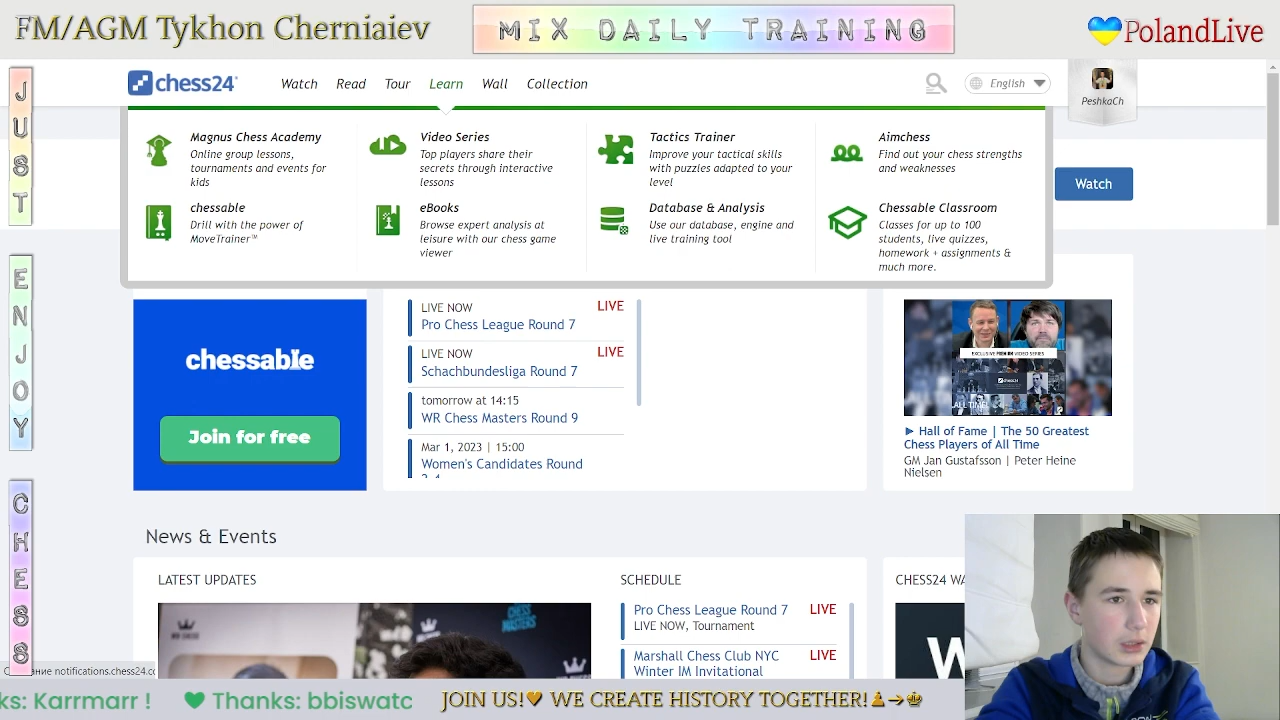 FM/AGM Tykhon Cherniaiev
MIX DAILY TRAINING
PolandLive
JUST
ENJOY
CHESS
chess24
Watch Read Tour Learn Wall Collection
English
PeshkaCh
Magnus Chess Academy
Online group lessons,
tournaments and events for
kids
Video Series
Top players share their
secrets through interactive
lessons
Tactics Trainer
Improve your tactical skills
with puzzles adapted to your
level
Aimchess
Find out your chess strengths
and weaknesses
chessable
Drill with the power of
MoveTrainer™
eBooks
Browse expert analysis at
leisure with our chess game
viewer
Database & Analysis
Use our database, engine and
live training tool
Chessable Classroom
Classes for up to 100
students, live quizzes,
homework + assignments &
much more.
Watch
chessable
Join for free
LIVE NOW LIVE
Pro Chess League Round 7
LIVE NOW LIVE
Schachbundesliga Round 7
tomorrow at 14:15
WR Chess Masters Round 9
Mar 1, 2023 | 15:00
Women's Candidates Round
EXCLUSIVE VIDEO SERIES
ALL TIME
Hall of Fame | The 50 Greatest
Chess Players of All Time
GM Jan Gustafsson | Peter Heine
Nielsen
News & Events
LATEST UPDATES
CHESS
MASTERS
SCHEDULE
Pro Chess League Round 7 LIVE
LIVE NOW, Tournament
Marshall Chess Club NYC LIVE
Winter IM Invitational
CHESS24 WA
W
notifications.chess24.co
ks: Karrmarr ! Thanks: bbiswatc
JOIN US! WE CREATE HISTORY TOGETHER!